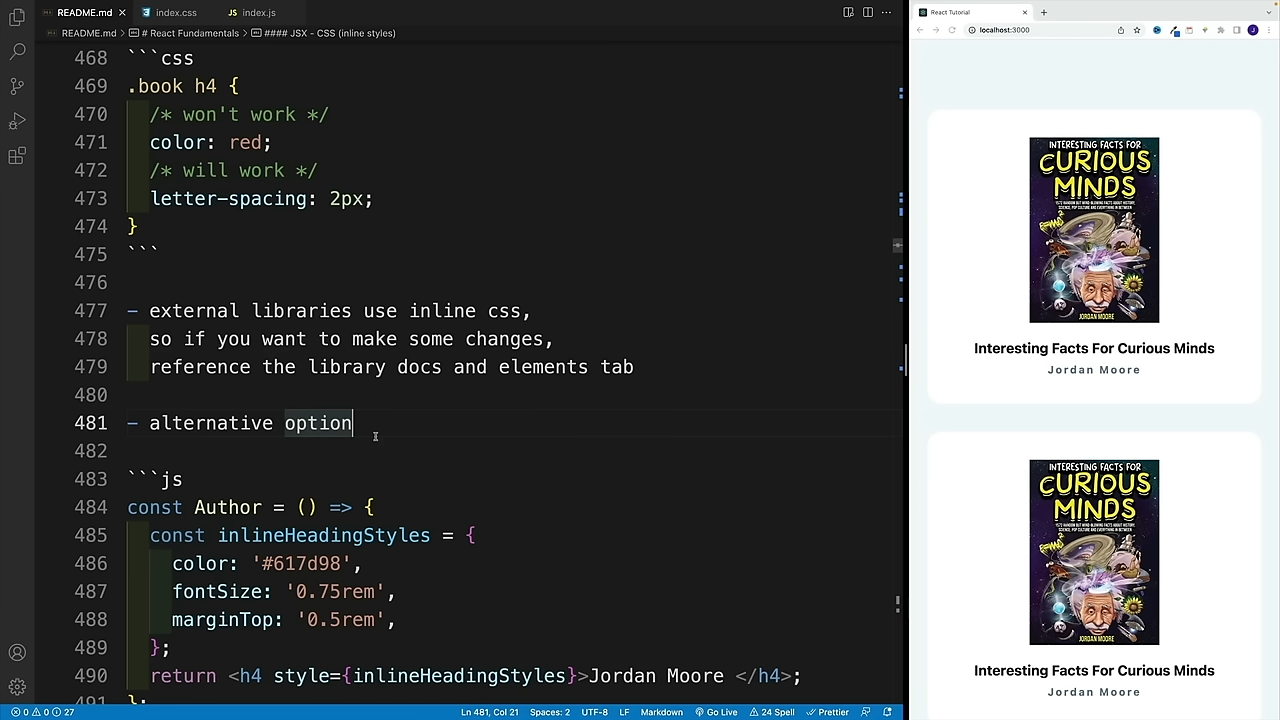 README.md
index.css
JS index.js
README.md > # React Fundamentals > #### JSX - CSS (inline styles)
468 ```css
469 .book h4 {
470 /* won't work */
471 color: red;
472 /* will work */
473 letter-spacing: 2px;
474 }
475 ```
476
477 - external libraries use inline css,
478 so if you want to make some changes,
479 reference the library docs and elements tab
480
481 - alternative option
482
483 ```js
484 const Author = () => {
485 const inlineHeadingStyles = {
486 color: '#617d98',
487 fontSize: '0.75rem',
488 marginTop: '0.5rem',
489 };
490 return <h4 style={inlineHeadingStyles}>Jordan Moore </h4>;
491 };
0 0 27
Ln 481, Col 21
Spaces: 2
UTF-8
LF
Markdown
Go Live
24 Spell
Prettier
React Tutorial
localhost:3000
J
INTERESTING FACTS FOR
CURIOUS
MINDS
JORDAN MOORE
Interesting Facts For Curious Minds
Jordan Moore
INTERESTING FACTS FOR
CURIOUS
MINDS
JORDAN MOORE
Interesting Facts For Curious Minds
Jordan Moore